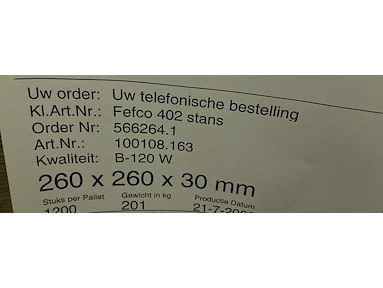 Uw order: Uw telefonische bestelling
Kl.Art.Nr.: Fefco 402 stans
Order Nr: 566264.1
Art.Nr.: 100108.163
Kwaliteit: B-120 W
260 x 260 x 30 mm
Stuks per Pallet Gewicht in kg Productie Datum
1200 201